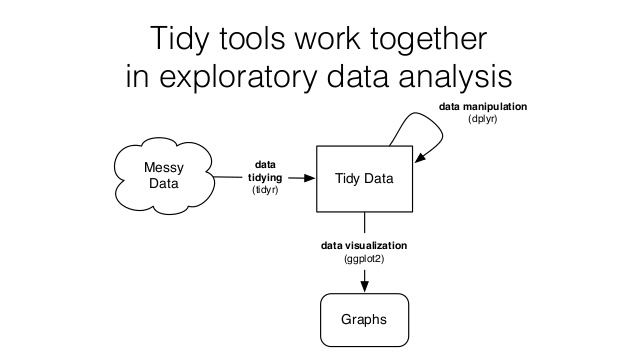 Tidy tools work together
in exploratory data analysis
data manipulation
(dplyr)
Messy
Data
data
tidying
(tidyr)
Tidy Data
data visualization
(ggplot2)
Graphs